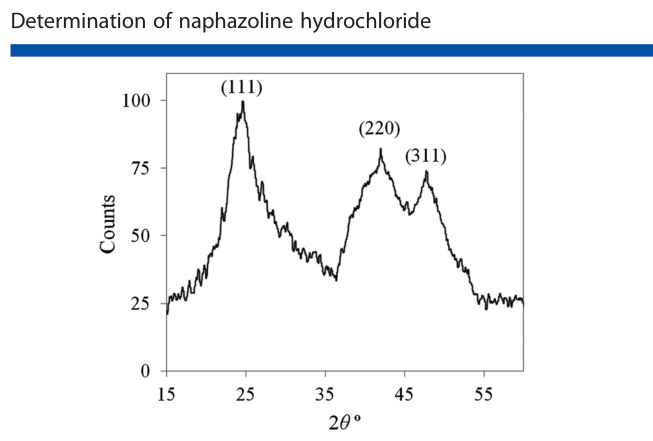 Determination of naphazoline hydrochloride
(111)
100
(220)
(311)
75
Counts
50
25
0
15 25 35 45 55
2θ°